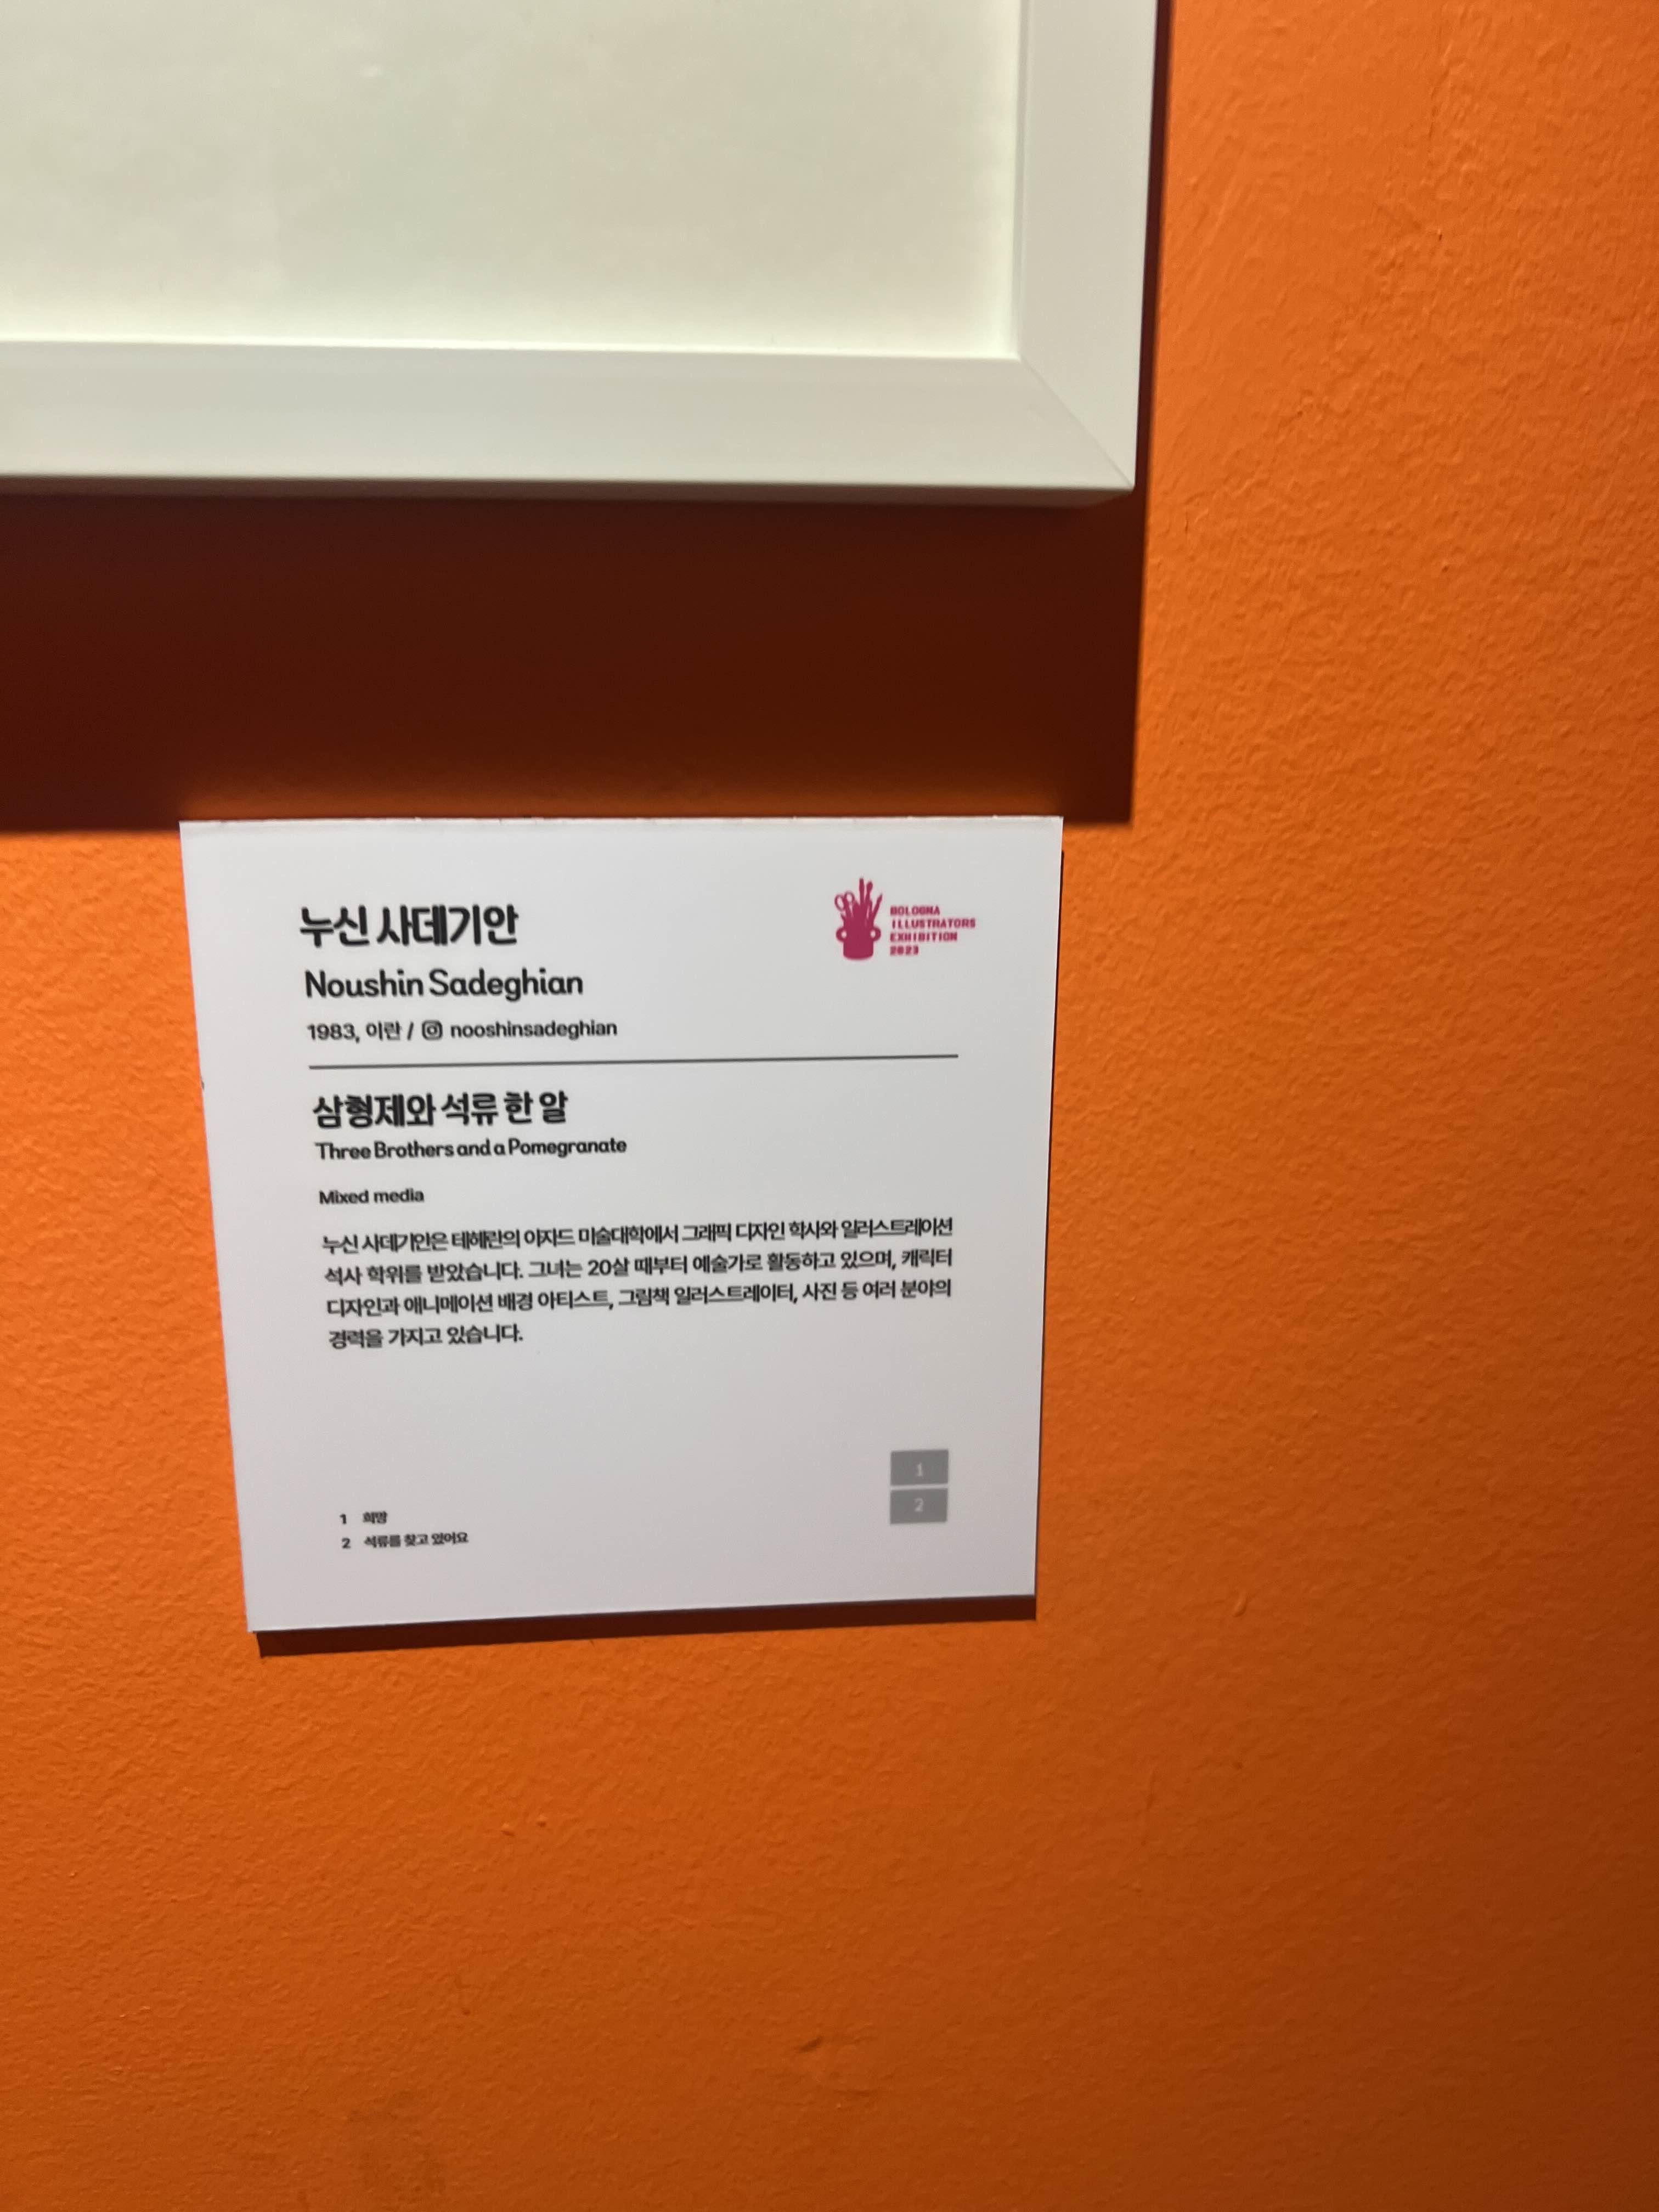 누신 사데기안
BOLOGNA
ILLUSTRATORS
EXHIBITION
2023
Noushin Sadeghian
1983, 이란 / nooshinsadeghian
삼형제와 석류 한 알
Three Brothers and a Pomegranate
Mixed media
누신 사데기안은 테헤란의 야자드 미술대학에서 그래픽 디자인 학사와 일러스트레이션
석사 학위를 받았습니다. 그녀는 20살 때부터 예술가로 활동하고 있으며, 캐릭터
디자인과 애니메이션 배경 아티스트, 그림책 일러스트레이터, 사진 등 여러 분야의
경력을 가지고 있습니다.
1
2
1 희망
2 석류를 찾고 있어요